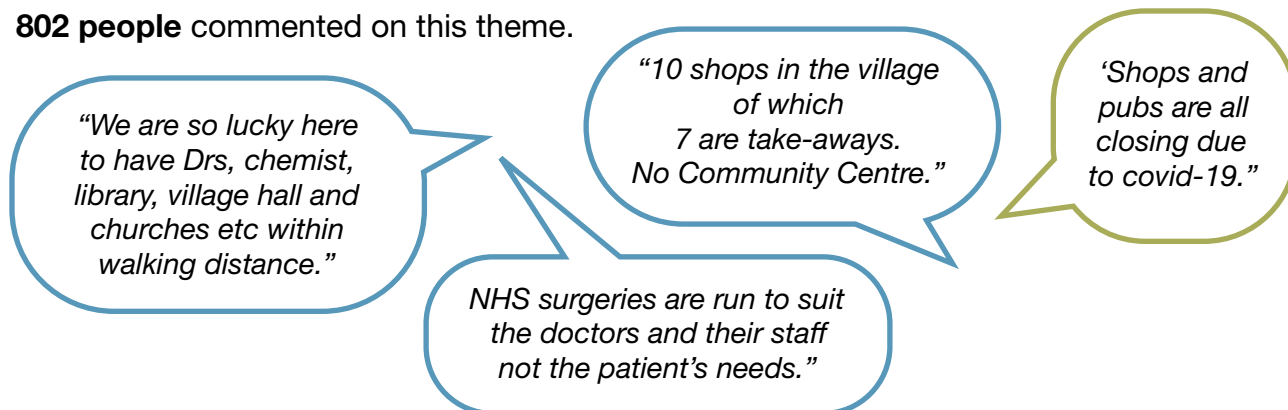 802 people commented on this theme.
“We are so lucky here
to have Drs, chemist,
library, village hall and
churches etc within
walking distance.”
“10 shops in the village
of which
7 are take-aways.
No Community Centre.”
‘Shops and
pubs are all
closing due
to covid-19.”
NHS surgeries are run to suit
the doctors and their staff
not the patient’s needs.”